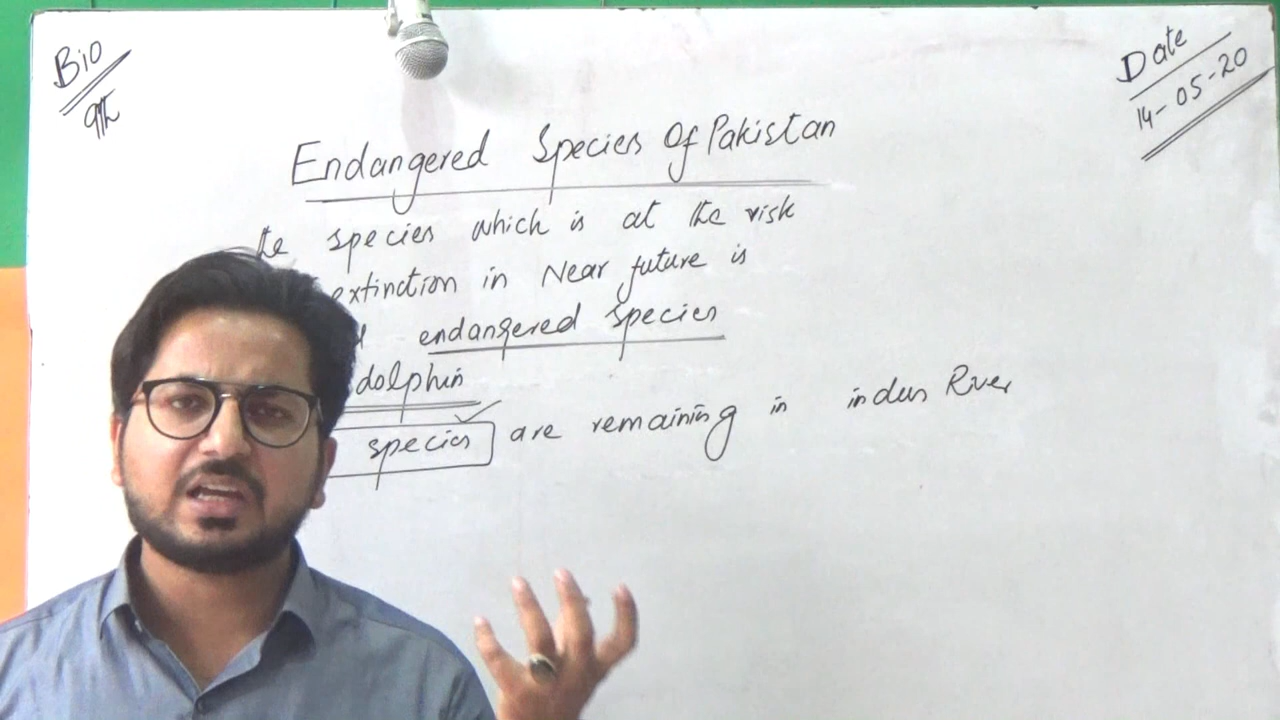 Bio
9th
Date
14-05-20
Endangered Species Of Pakistan
the species which is at the risk
extinction in Near future is
endangered species
dolphin
species are remaining in indus River